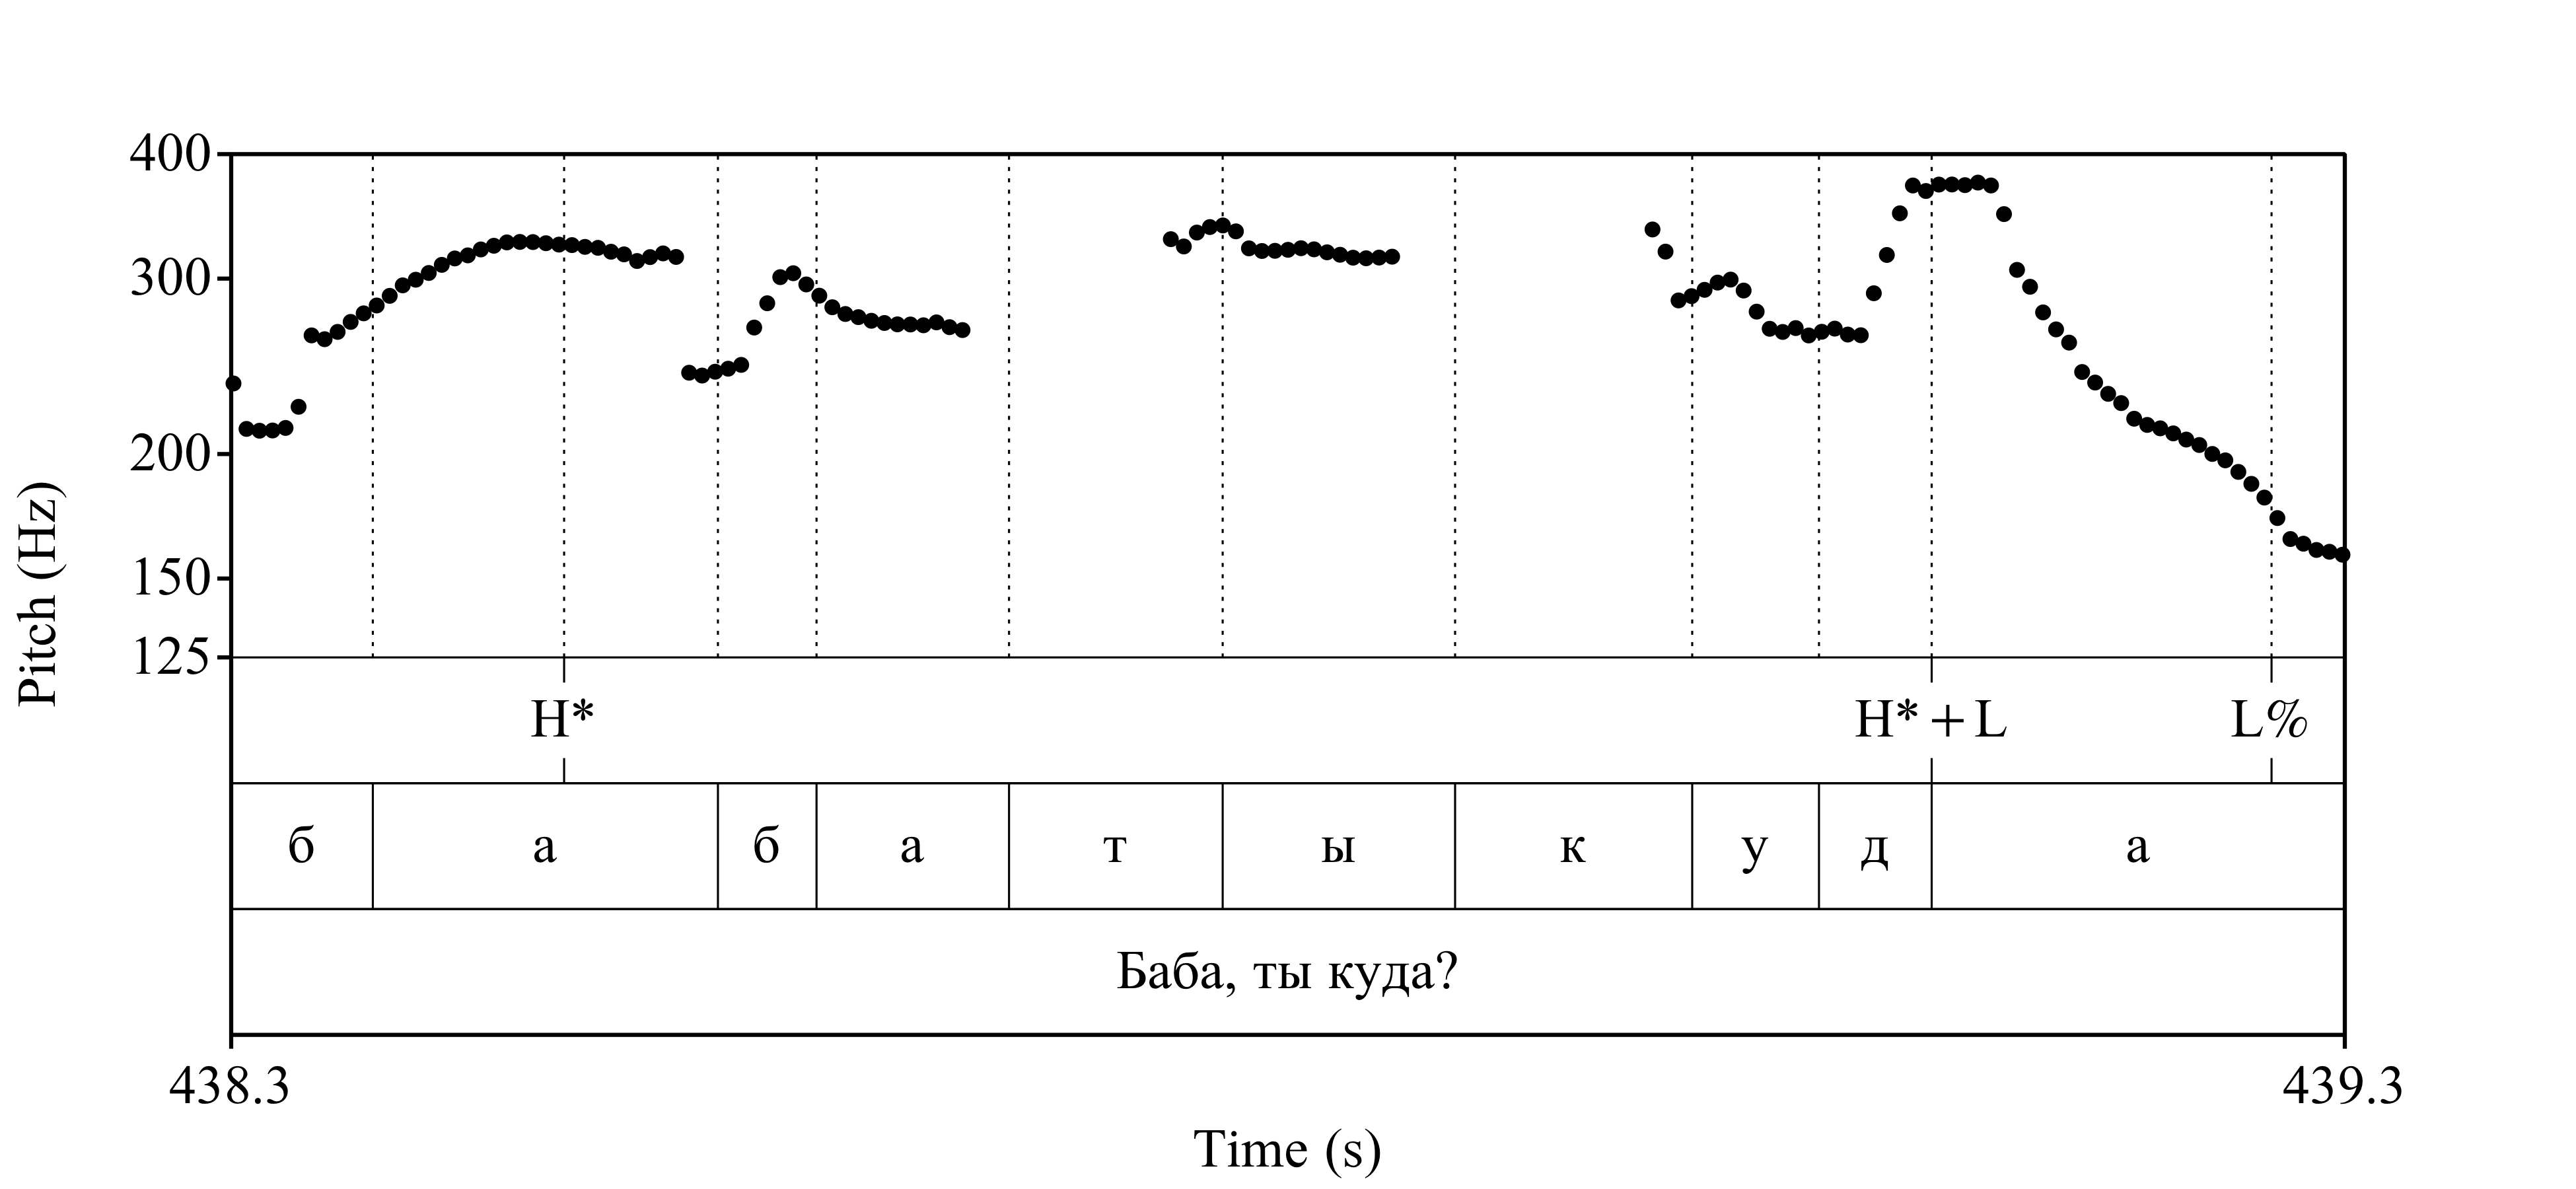 400
300
200
150
125
Pitch (Hz)
H* H*+L L%
б а б а т ы к у д а
Баба, ты куда?
438.3 439.3
Time (s)